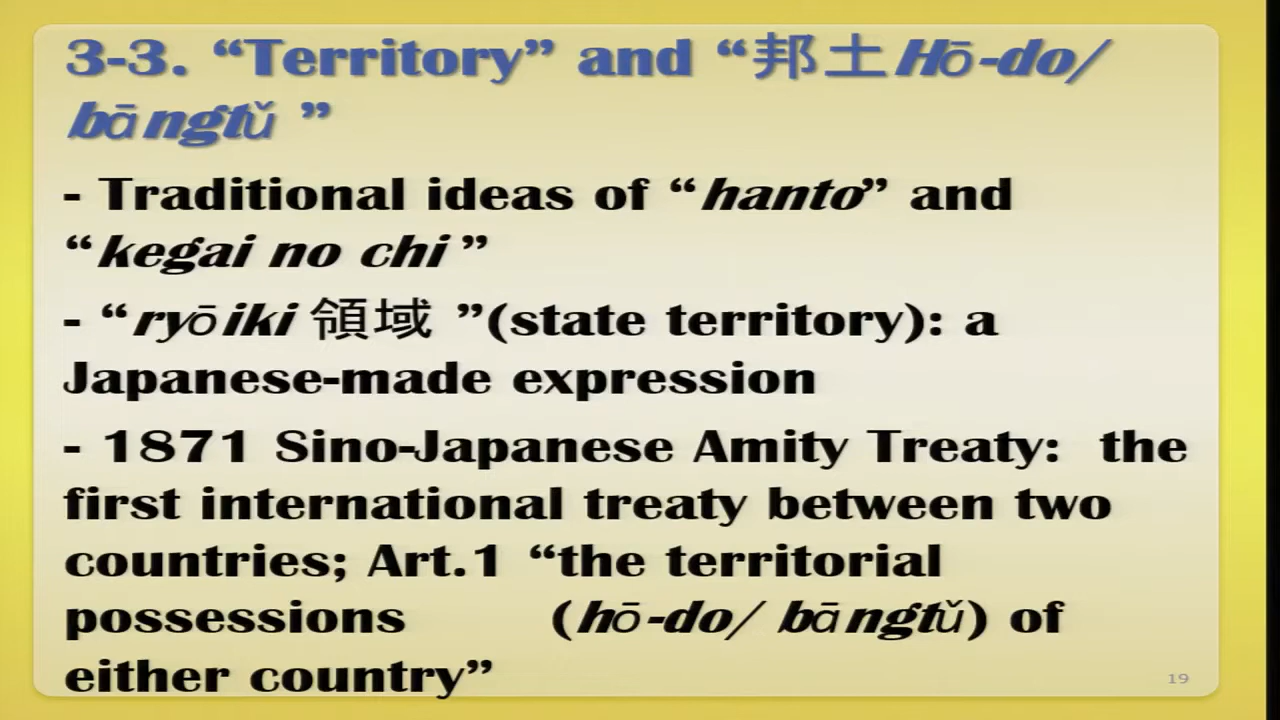 3-3. “Territory” and “邦土Hō-do/
bāngtǔ ”
- Traditional ideas of “hanto” and
“kegai no chi ”
- “ryōiki 領域 ”(state territory): a
Japanese-made expression
- 1871 Sino-Japanese Amity Treaty: the
first international treaty between two
countries; Art.1 “the territorial
possessions (hō-do/ bāngtǔ) of
either country”
19